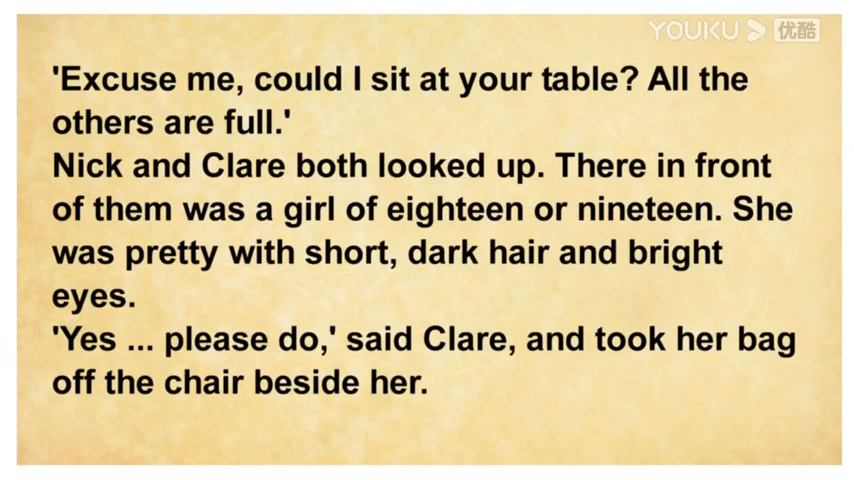 YOUKU 优酷
'Excuse me, could I sit at your table? All the
others are full.'
Nick and Clare both looked up. There in front
of them was a girl of eighteen or nineteen. She
was pretty with short, dark hair and bright
eyes.
'Yes ... please do,' said Clare, and took her bag
off the chair beside her.